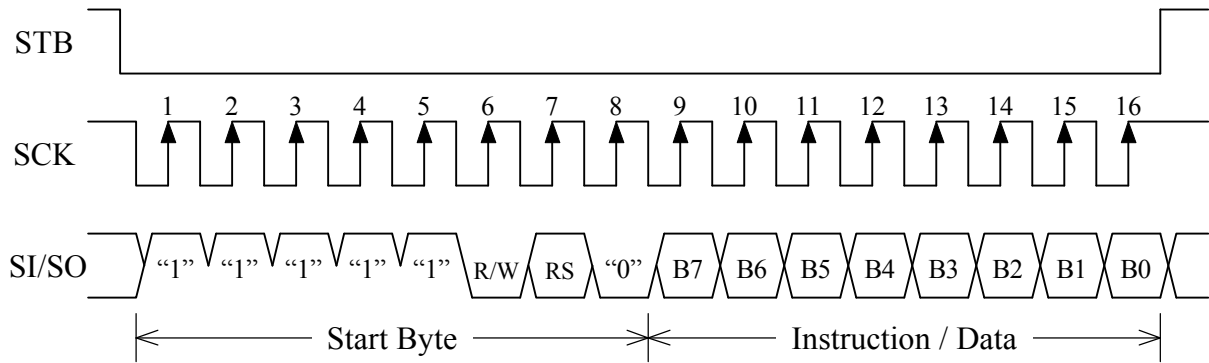 STB
1 2 3 4 5 6 7 8 9 10 11 12 13 14 15 16
SCK
SI/SO “1” “1” “1” “1” “1” R/W RS “0” B7 B6 B5 B4 B3 B2 B1 B0
Start Byte Instruction / Data